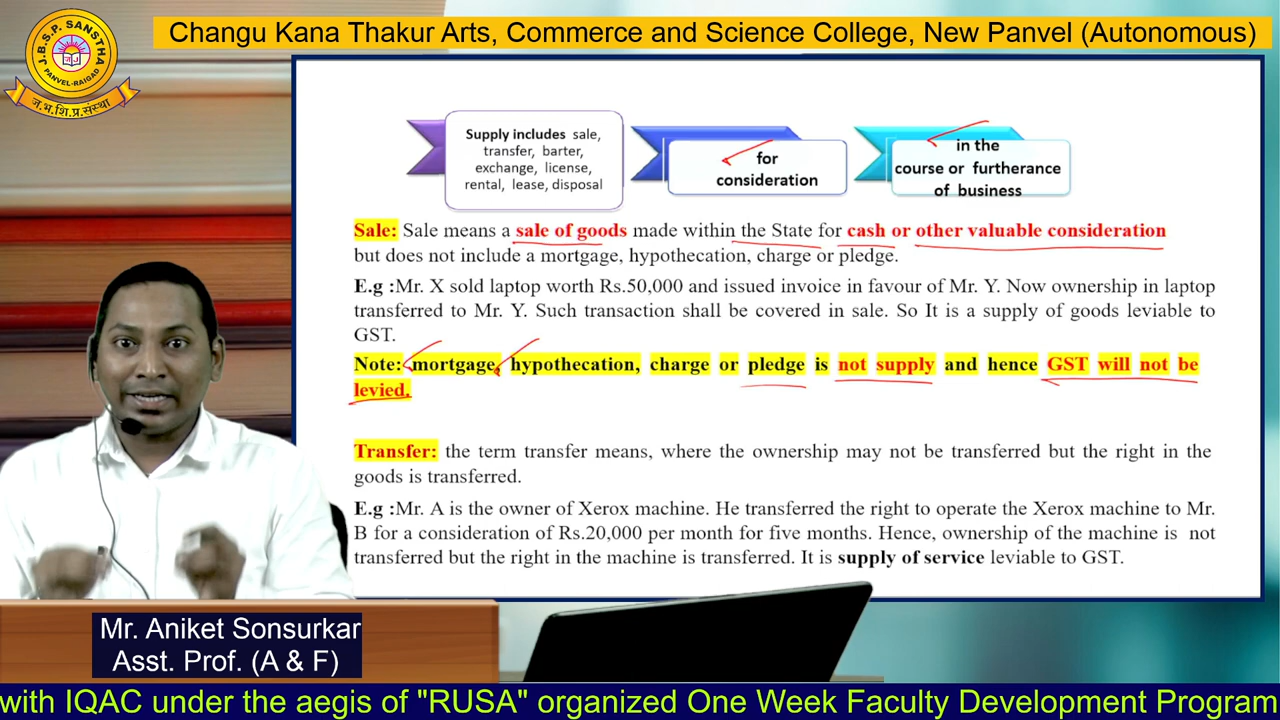 Changu Kana Thakur Arts, Commerce and Science College, New Panvel (Autonomous)
J.B.S.P. SANSTHA
PANVEL-RAIGAD
ज.भ.शि.प्र.संस्था
Supply includes sale,
transfer, barter,
exchange, license,
rental, lease, disposal
for
consideration
in the
course or furtherance
of business
Sale: Sale means a sale of goods made within the State for cash or other valuable consideration
but does not include a mortgage, hypothecation, charge or pledge.
E.g :Mr. X sold laptop worth Rs.50,000 and issued invoice in favour of Mr. Y. Now ownership in laptop
transferred to Mr. Y. Such transaction shall be covered in sale. So It is a supply of goods leviable to
GST.
Note: mortgage, hypothecation, charge or pledge is not supply and hence GST will not be
levied.
Transfer: the term transfer means, where the ownership may not be transferred but the right in the
goods is transferred.
E.g :Mr. A is the owner of Xerox machine. He transferred the right to operate the Xerox machine to Mr.
B for a consideration of Rs.20,000 per month for five months. Hence, ownership of the machine is not
transferred but the right in the machine is transferred. It is supply of service leviable to GST.
Mr. Aniket Sonsurkar
Asst. Prof. (A & F)
with IQAC under the aegis of "RUSA" organized One Week Faculty Development Program